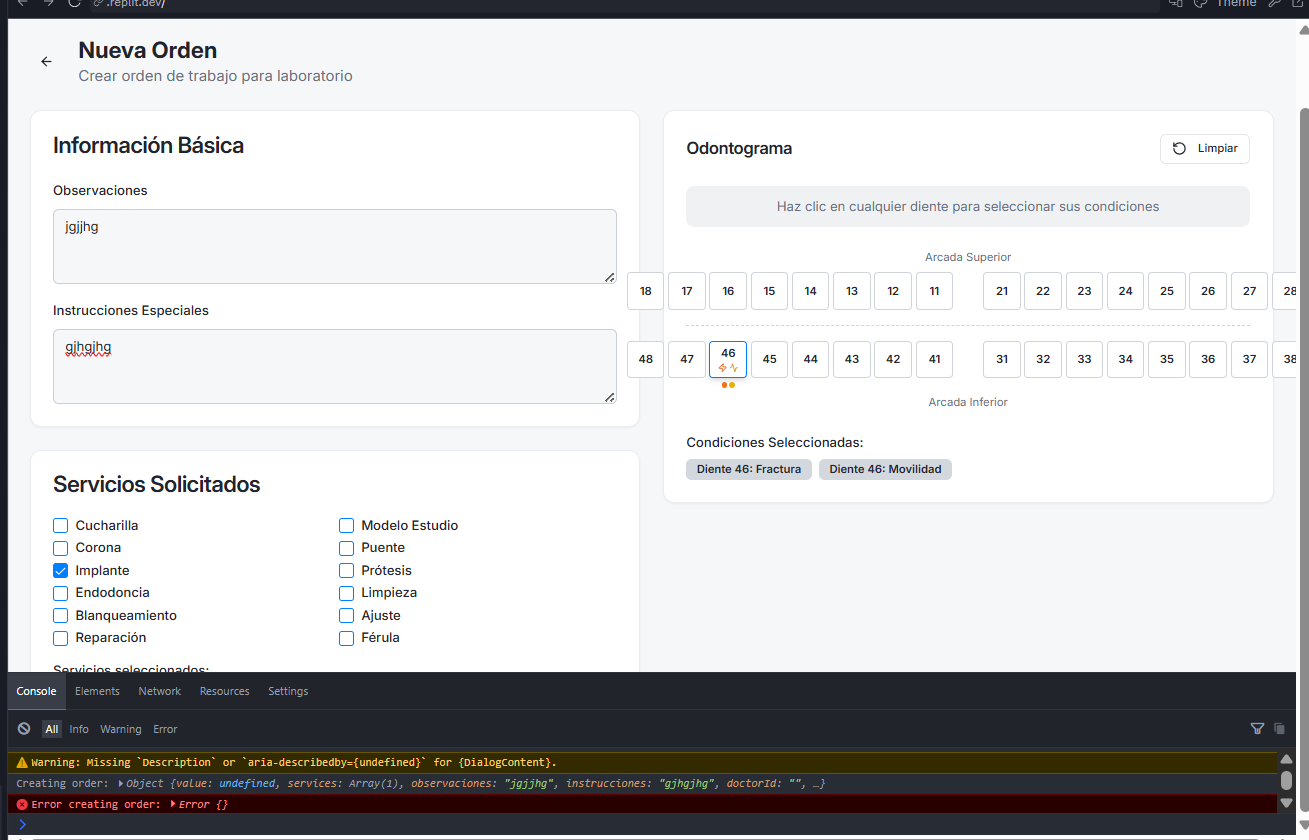 .replit.dev/
Theme
Nueva Orden
Crear orden de trabajo para laboratorio
Información Básica
Observaciones
jgjjhg
Instrucciones Especiales
gjhgjhg
Servicios Solicitados
Cucharilla
Modelo Estudio
Corona
Puente
Implante
Prótesis
Endodoncia
Limpieza
Blanqueamiento
Ajuste
Reparación
Férula
Servicios seleccionados:
Odontograma
Limpiar
Haz clic en cualquier diente para seleccionar sus condiciones
Arcada Superior
18 17 16 15 14 13 12 11 21 22 23 24 25 26 27 28
48 47 46 45 44 43 42 41 31 32 33 34 35 36 37 38
Arcada Inferior
Condiciones Seleccionadas:
Diente 46: Fractura
Diente 46: Movilidad
Console Elements Network Resources Settings
All Info Warning Error
Warning: Missing `Description` or `aria-describedby={undefined}` for {DialogContent}.
Creating order: Object {value: undefined, services: Array(1), observaciones: "jgjjhg", instrucciones: "gjhgjhg", doctorId: "", …}
Error creating order: Error {}